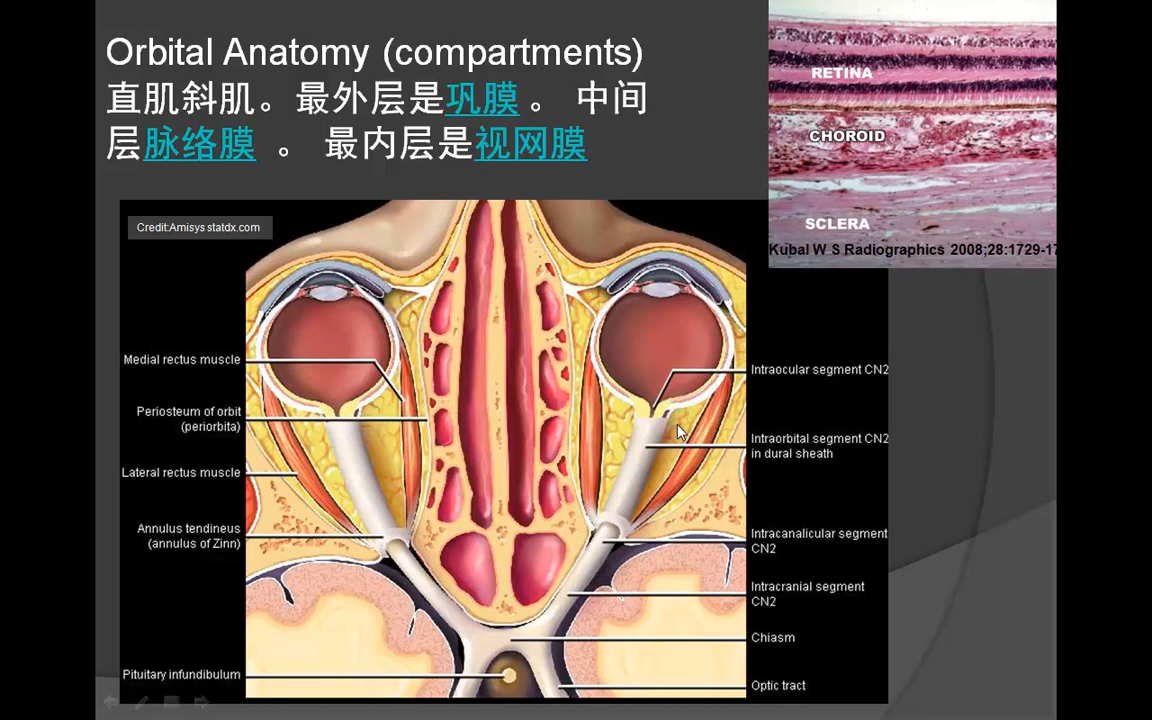 Orbital Anatomy (compartments)
直肌斜肌。最外层是巩膜 。 中间
层脉络膜 。 最内层是视网膜
RETINA
CHOROID
SCLERA
Kubal W S Radiographics 2008;28:1729-17
Credit:Amisys statdx.com
Medial rectus muscle
Periosteum of orbit
(periorbita)
Lateral rectus muscle
Annulus tendineus
(annulus of Zinn)
Pituitary infundibulum
Intraocular segment CN2
Intraorbital segment CN2
in dural sheath
Intracanalicular segment
CN2
Intracranial segment
CN2
Chiasm
Optic tract